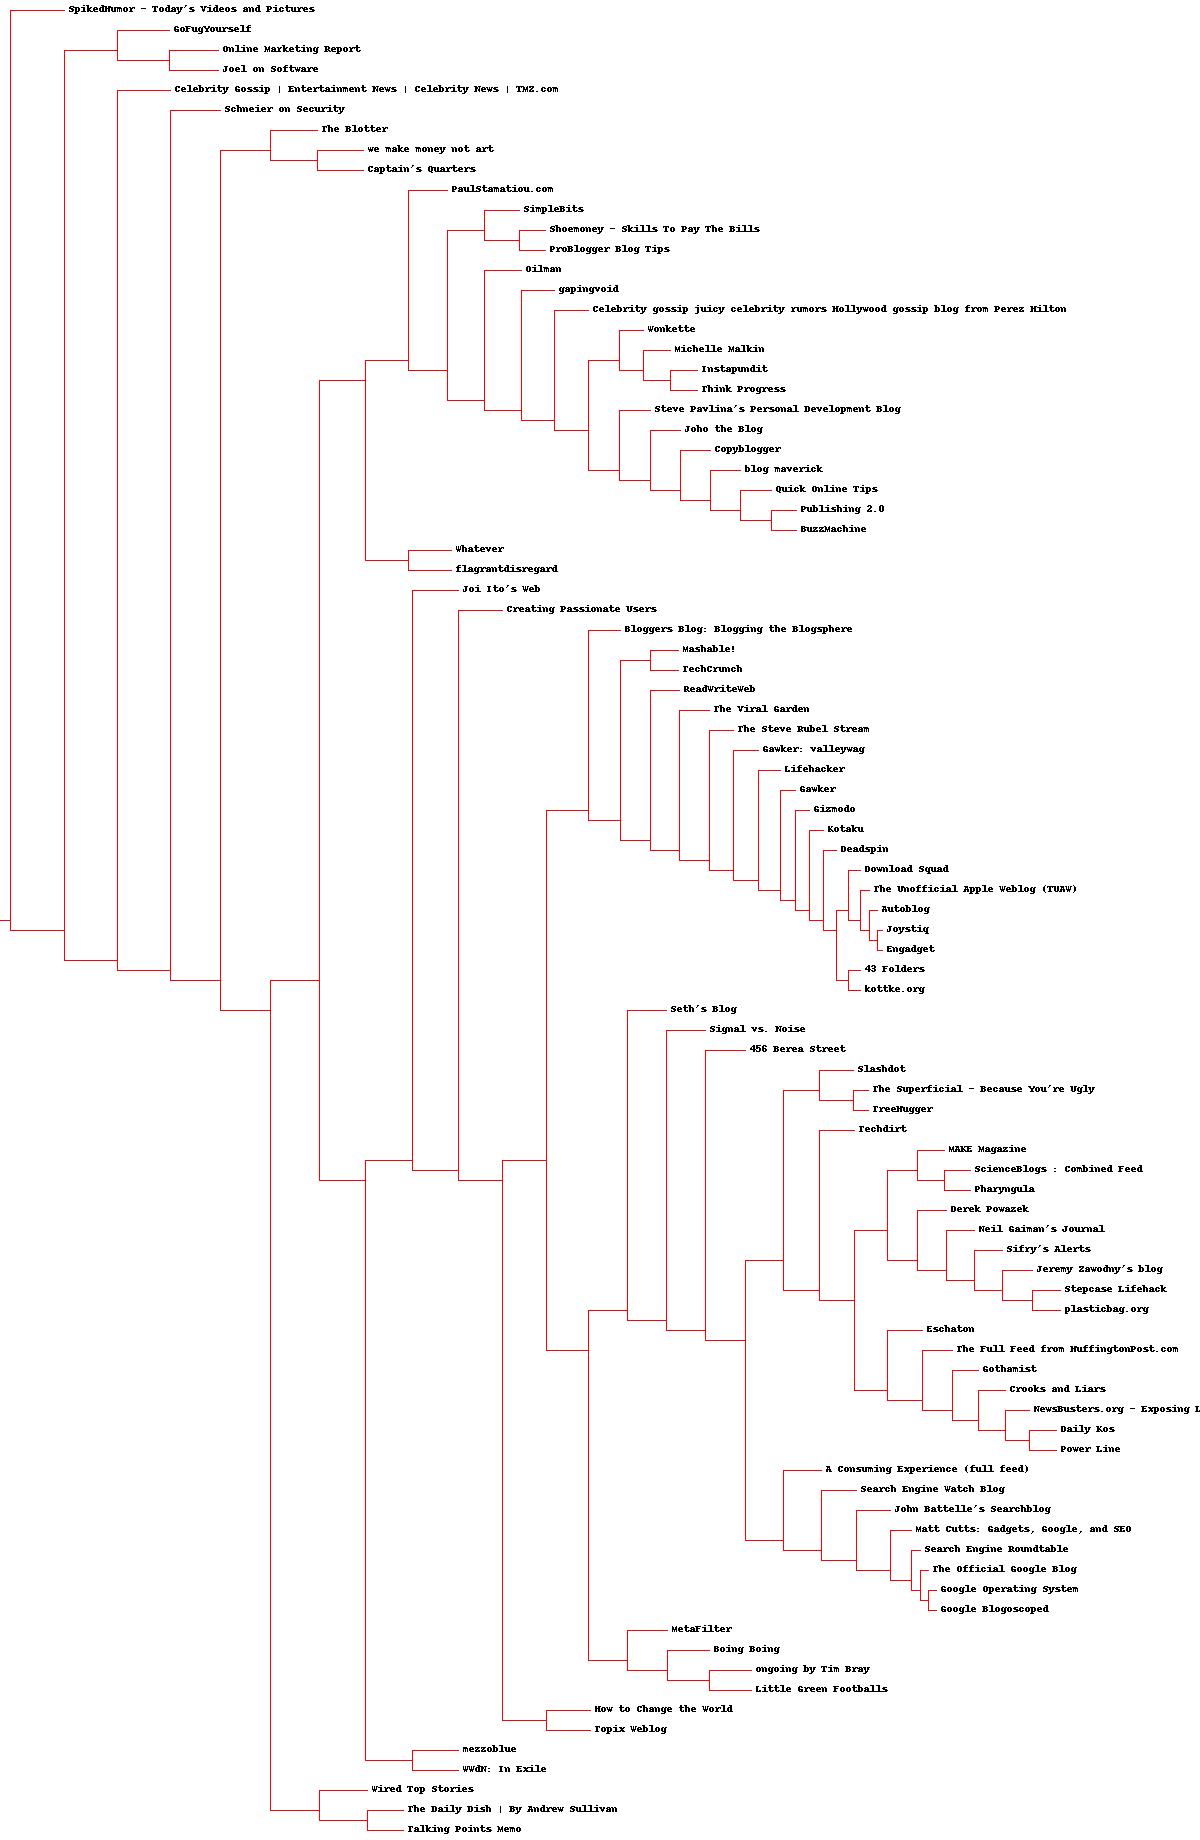 SpikedHumor - Today's Videos and Pictures
GoFugYourself
Online Marketing Report
Joel on Software
Celebrity Gossip | Entertainment News | Celebrity News | TMZ.com
Schneier on Security
The Blotter
we make money not art
Captain's Quarters
PaulStamatiou.com
SimpleBits
Shoemoney - Skills To Pay The Bills
ProBlogger Blog Tips
Oilman
gapingvoid
Celebrity gossip juicy celebrity rumors Hollywood gossip blog from Perez Hilton
Wonkette
Michelle Malkin
Instapundit
Think Progress
Steve Pavlina's Personal Development Blog
Joho the Blog
Copyblogger
blog maverick
Quick Online Tips
Publishing 2.0
BuzzMachine
Whatever
flagrantdisregard
Joi Ito's Web
Creating Passionate Users
Bloggers Blog: Blogging the Blogsphere
Mashable!
TechCrunch
ReadWriteWeb
The Viral Garden
The Steve Rubel Stream
Gawker: valleywag
Lifehacker
Gawker
Gizmodo
Kotaku
Deadspin
Download Squad
The Unofficial Apple Weblog (TUAW)
Autoblog
Joystiq
Engadget
43 Folders
kottke.org
Seth's Blog
Signal vs. Noise
456 Berea Street
Slashdot
The Superficial - Because You're Ugly
TreeHugger
Techdirt
MAKE Magazine
ScienceBlogs : Combined Feed
Pharyngula
Derek Powazek
Neil Gaiman's Journal
Sifry's Alerts
Jeremy Zawodny's blog
Stepcase Lifehack
plasticbag.org
Eschaton
The Full Feed from HuffingtonPost.com
Gothamist
Crooks and Liars
NewsBusters.org - Exposing L
Daily Kos
Power Line
A Consuming Experience (full feed)
Search Engine Watch Blog
John Battelle's Searchblog
Matt Cutts: Gadgets, Google, and SEO
Search Engine Roundtable
The Official Google Blog
Google Operating System
Google Blogoscoped
MetaFilter
Boing Boing
ongoing by Tim Bray
Little Green Footballs
How to Change the World
Topix Weblog
mezzoblue
WWdN: In Exile
Wired Top Stories
The Daily Dish | By Andrew Sullivan
Talking Points Memo